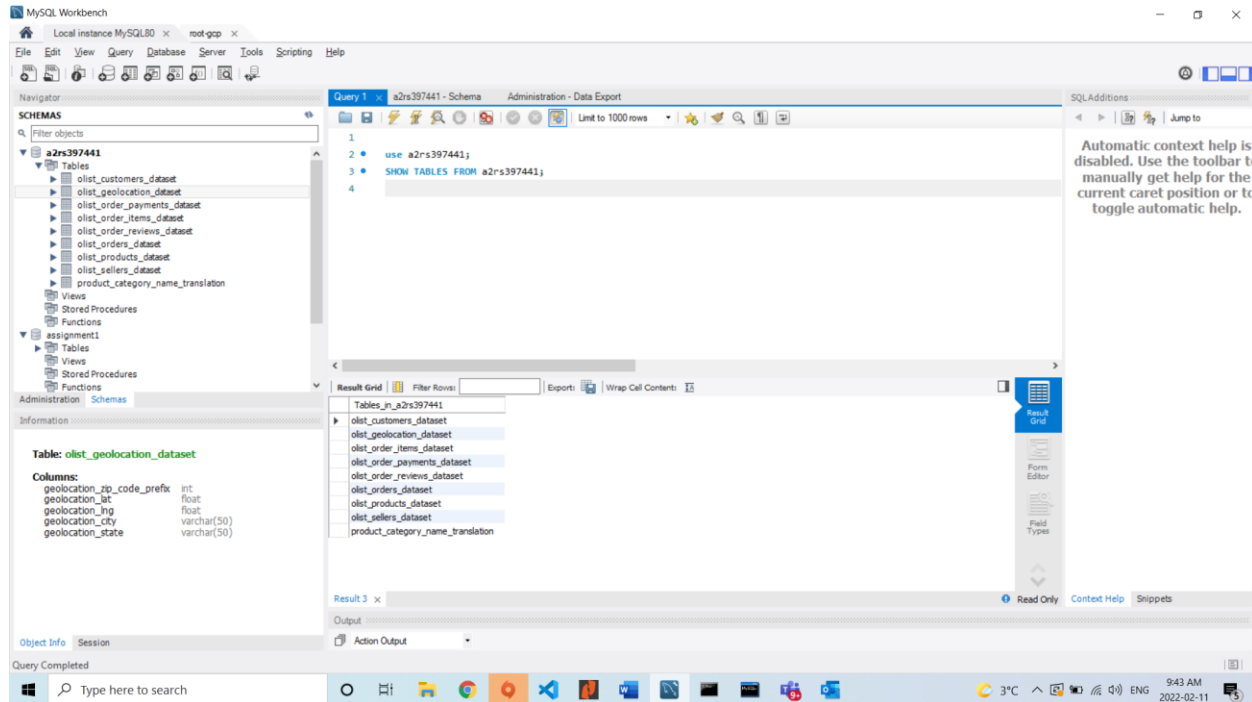 MySQL Workbench
Local instance MySQL80 × root-gcp ×
File Edit View Query Database Server Tools Scripting Help
Navigator
SCHEMAS
Filter objects
a2rs397441
Tables
olist_customers_dataset
olist_geolocation_dataset
olist_order_payments_dataset
olist_order_items_dataset
olist_order_reviews_dataset
olist_orders_dataset
olist_products_dataset
olist_sellers_dataset
product_category_name_translation
Views
Stored Procedures
Functions
assignment1
Tables
Views
Stored Procedures
Functions
Administration Schemas
Information
Table: olist_geolocation_dataset
Columns:
geolocation_zip_code_prefix int
geolocation_lat float
geolocation_lng float
geolocation_city varchar(50)
geolocation_state varchar(50)
Object Info Session
Query Completed
Query 1 × a2rs397441 - Schema Administration - Data Export
Limit to 1000 rows
1
2 use a2rs397441;
3 SHOW TABLES FROM a2rs397441;
4
Result Grid Filter Rows: Export: Wrap Cell Content:
Tables_in_a2rs397441
olist_customers_dataset
olist_geolocation_dataset
olist_order_items_dataset
olist_order_payments_dataset
olist_order_reviews_dataset
olist_orders_dataset
olist_products_dataset
olist_sellers_dataset
product_category_name_translation
Result
Grid
Form
Editor
Field
Types
Result 3 × Read Only
Output
Action Output
SQLAdditions
Jump to
Automatic context help is
disabled. Use the toolbar to
manually get help for the
current caret position or to
toggle automatic help.
Context Help Snippets
Type here to search
3°C ENG 9:43 AM
2022-02-11